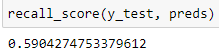 recall_score(y_test, preds)
0.5904274753379612